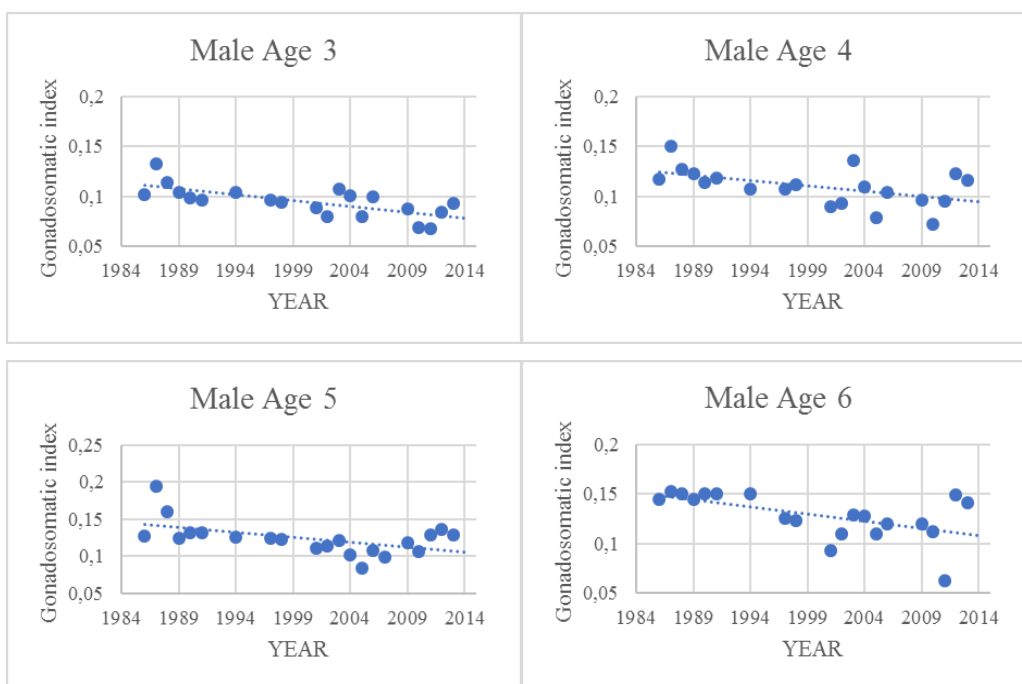 Male Age 3
Gonadosomatic index
0,2
0,15
0,1
0,05
1984 1989 1994 1999 2004 2009 2014
YEAR
Male Age 4
Gonadosomatic index
0,2
0,15
0,1
0,05
1984 1989 1994 1999 2004 2009 2014
YEAR
Male Age 5
Gonadosomatic index
0,25
0,2
0,15
0,1
0,05
1984 1989 1994 1999 2004 2009 2014
YEAR
Male Age 6
Gonadosomatic index
0,2
0,15
0,1
0,05
1984 1989 1994 1999 2004 2009 2014
YEAR